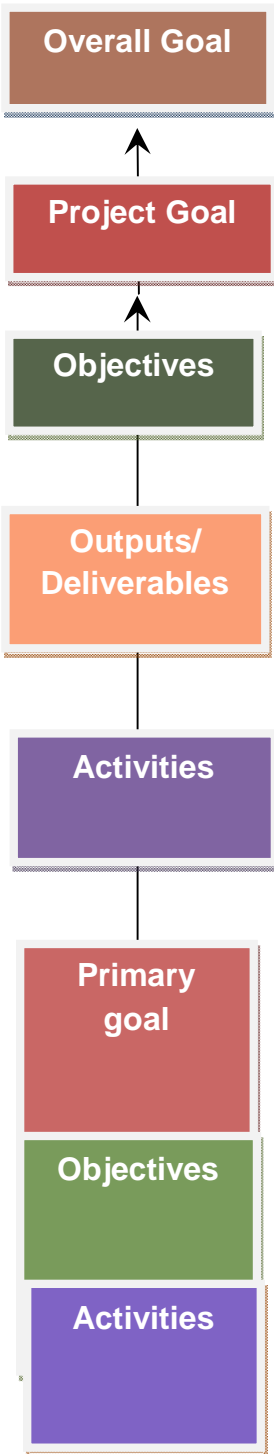 Overall Goal
Project Goal
Objectives
Outputs/
Deliverables
Activities
Primary
goal
Objectives
Activities